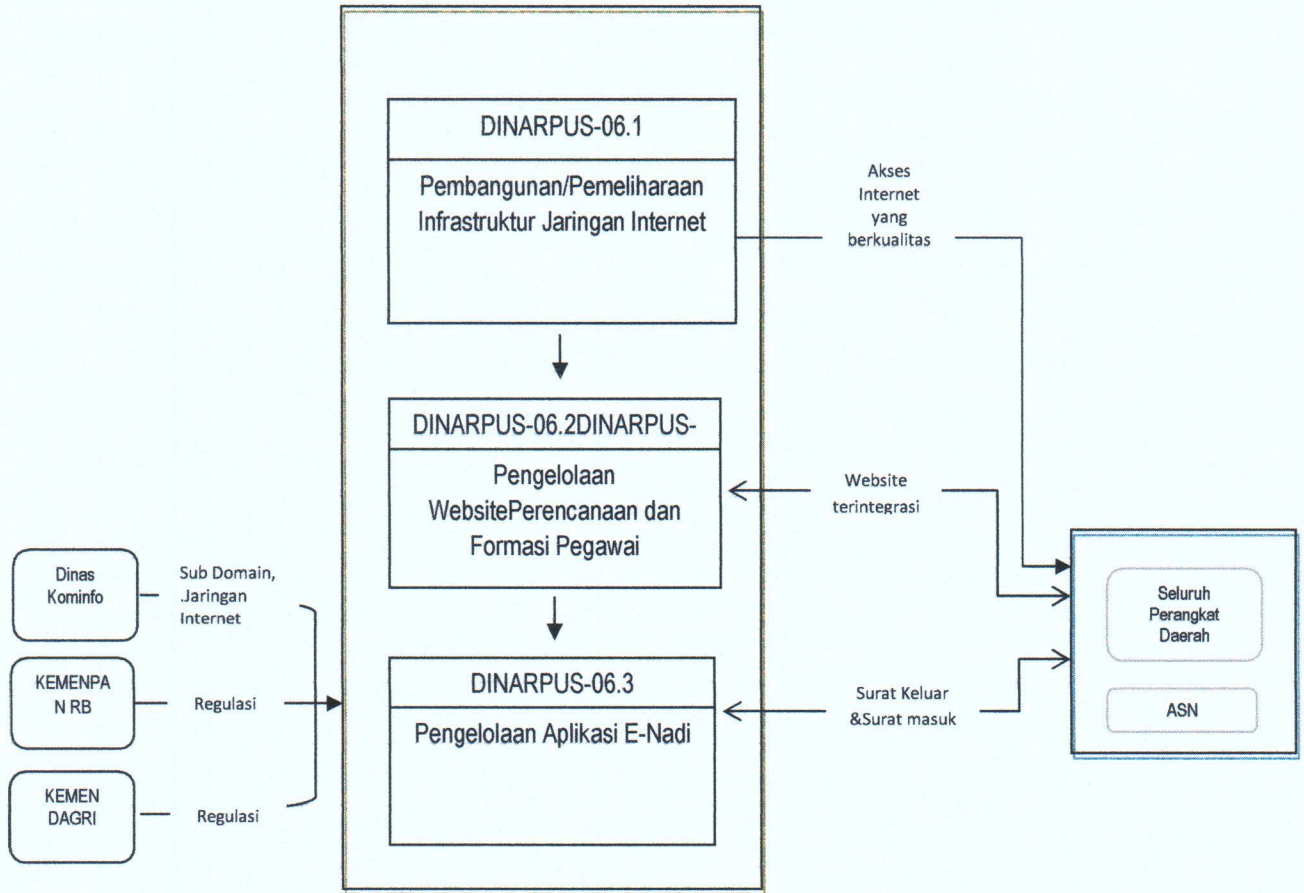 DINARPUS-06.1
Pembangunan/Pemeliharaan
Infrastruktur Jaringan Internet
Akses
Internet
yang
berkualitas
DINARPUS-06.2DINARPUS-
Pengelolaan
WebsitePerencanaan dan
Formasi Pegawai
Website
terintegrasi
Dinas
Kominfo
Sub Domain,
Jaringan
Internet
KEMENPA
N RB
Regulasi
KEMEN
DAGRI
Regulasi
DINARPUS-06.3
Pengelolaan Aplikasi E-Nadi
Surat Keluar
&Surat masuk
Seluruh
Perangkat
Daerah
ASN